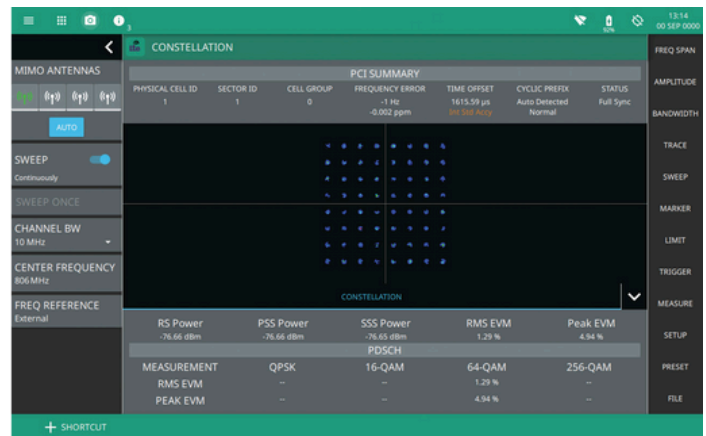 3
92%
13:14
00 SEP 0000
CONSTELLATION
FREQ SPAN
AMPLITUDE
BANDWIDTH
TRACE
SWEEP
MARKER
LIMIT
TRIGGER
MEASURE
SETUP
PRESET
FILE
MIMO ANTENNAS
AUTO
SWEEP
Continuously
SWEEP ONCE
CHANNEL BW
10 MHz
CENTER FREQUENCY
806 MHz
FREQ REFERENCE
External
PCI SUMMARY
PHYSICAL CELL ID SECTOR ID CELL GROUP FREQUENCY ERROR TIME OFFSET CYCLIC PREFIX STATUS
1 1 0 -1 Hz 1615.59 µs Auto Detected Full Sync
-0.002 ppm Int Std Accy Normal
CONSTELLATION
RS Power PSS Power SSS Power RMS EVM Peak EVM
-76.66 dBm -76.66 dBm -76.65 dBm 1.29 % 4.94 %
PDSCH
MEASUREMENT QPSK 16-QAM 64-QAM 256-QAM
RMS EVM -- -- 1.29 % --
PEAK EVM -- -- 4.94 % --
+ SHORTCUT